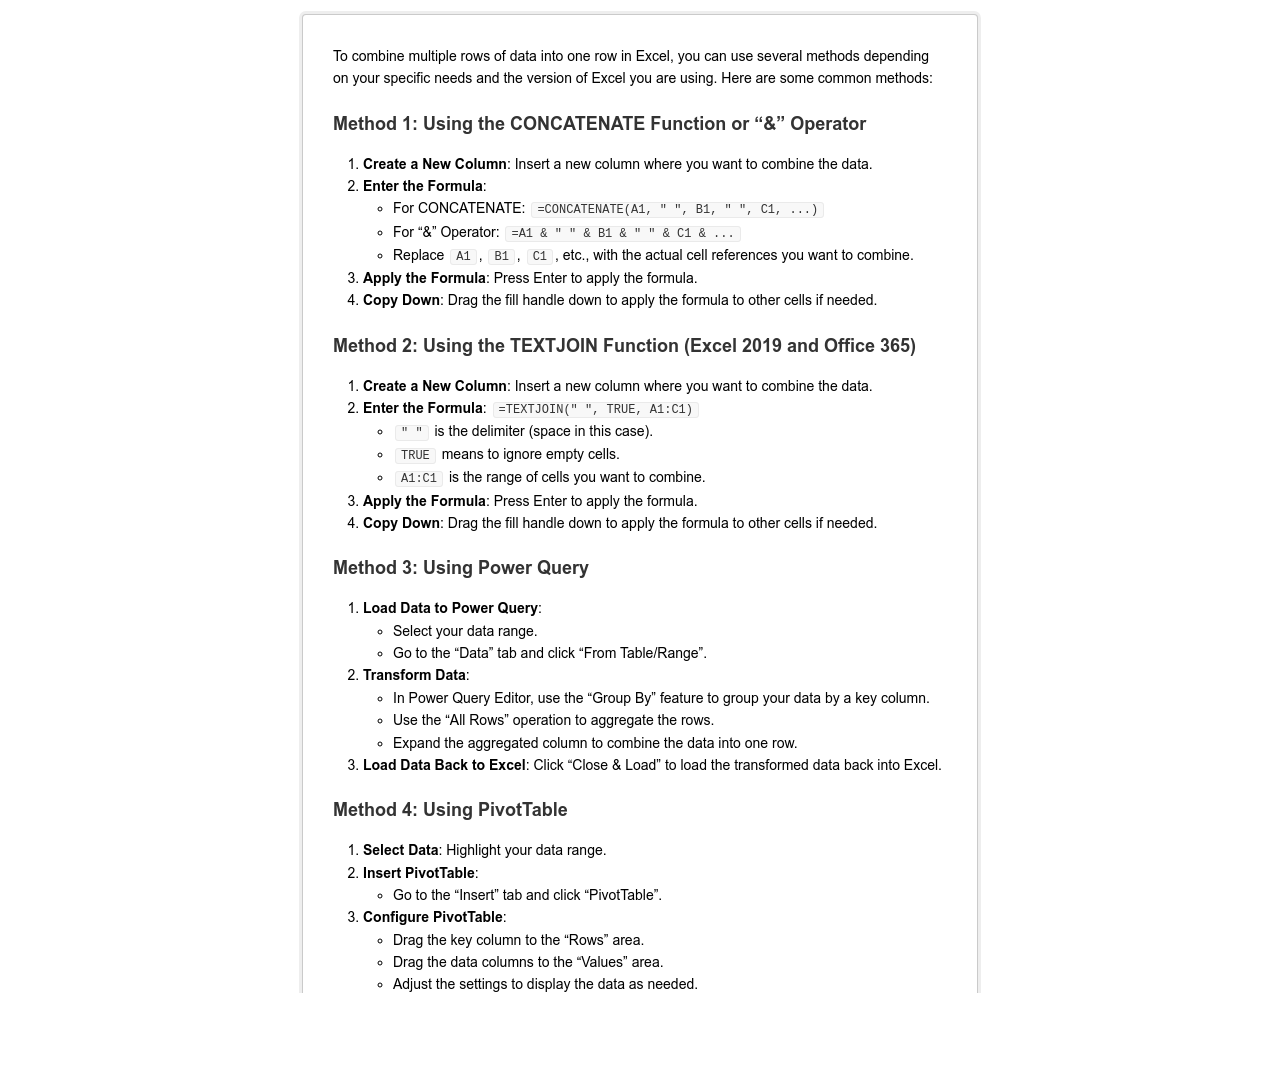 To combine multiple rows of data into one row in Excel, you can use several methods depending
on your specific needs and the version of Excel you are using. Here are some common methods:
Method 1: Using the CONCATENATE Function or “&” Operator
1. Create a New Column: Insert a new column where you want to combine the data.
2. Enter the Formula:
◦ For CONCATENATE: =CONCATENATE(A1, " ", B1, " ", C1, ...)
◦ For “&” Operator: =A1 & " " & B1 & " " & C1 & ...
◦ Replace A1, B1, C1, etc., with the actual cell references you want to combine.
3. Apply the Formula: Press Enter to apply the formula.
4. Copy Down: Drag the fill handle down to apply the formula to other cells if needed.
Method 2: Using the TEXTJOIN Function (Excel 2019 and Office 365)
1. Create a New Column: Insert a new column where you want to combine the data.
2. Enter the Formula: =TEXTJOIN(" ", TRUE, A1:C1)
◦ " " is the delimiter (space in this case).
◦ TRUE means to ignore empty cells.
◦ A1:C1 is the range of cells you want to combine.
3. Apply the Formula: Press Enter to apply the formula.
4. Copy Down: Drag the fill handle down to apply the formula to other cells if needed.
Method 3: Using Power Query
1. Load Data to Power Query:
◦ Select your data range.
◦ Go to the “Data” tab and click “From Table/Range”.
2. Transform Data:
◦ In Power Query Editor, use the “Group By” feature to group your data by a key column.
◦ Use the “All Rows” operation to aggregate the rows.
◦ Expand the aggregated column to combine the data into one row.
3. Load Data Back to Excel: Click “Close & Load” to load the transformed data back into Excel.
Method 4: Using PivotTable
1. Select Data: Highlight your data range.
2. Insert PivotTable:
◦ Go to the “Insert” tab and click “PivotTable”.
3. Configure PivotTable:
◦ Drag the key column to the “Rows” area.
◦ Drag the data columns to the “Values” area.
◦ Adjust the settings to display the data as needed.